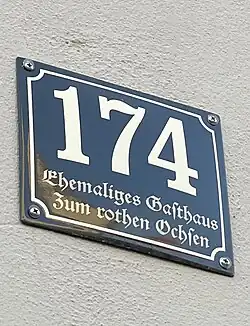 174
Ehemaliges Gaſthaus
Zum rothen Ochſen